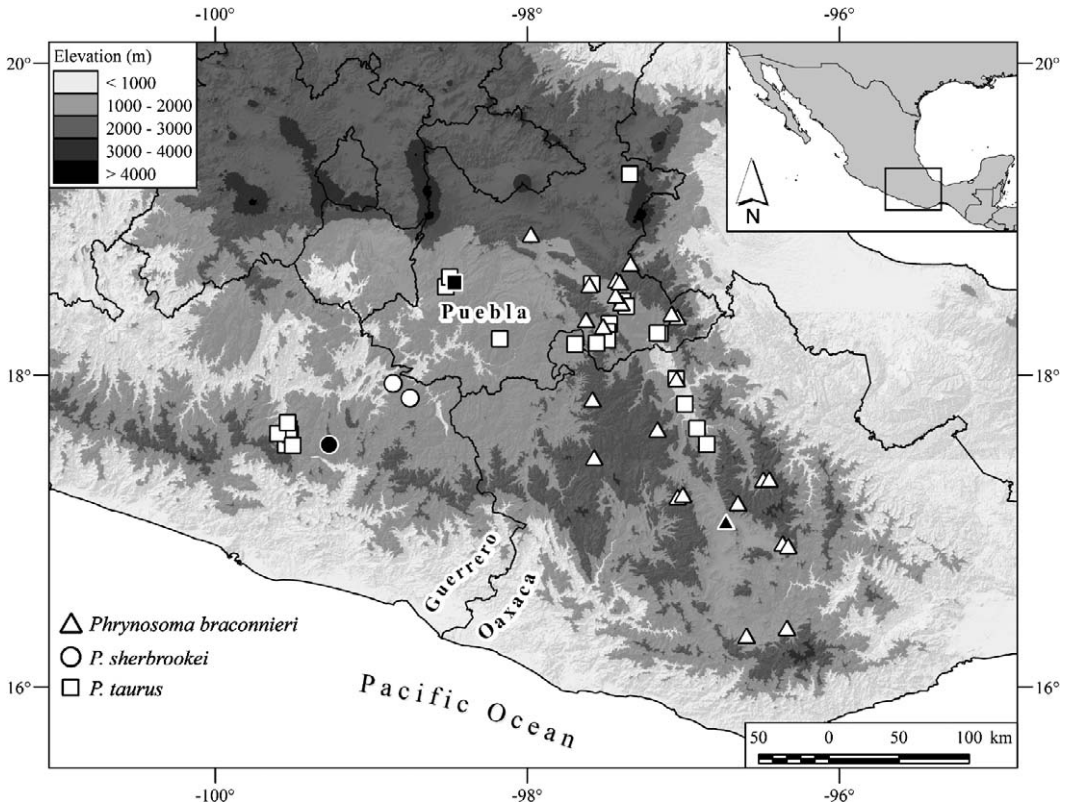 -100° -98° -96°
20° 20°
Elevation (m)
< 1000
1000 - 2000
2000 - 3000
3000 - 4000
> 4000
N
Puebla
18° 18°
Guerrero
Oaxaca
Phrynosoma braconnieri
P. sherbrookei
P. taurus
16° 16°
Pacific Ocean
50 0 50 100 km
-100° -98° -96°